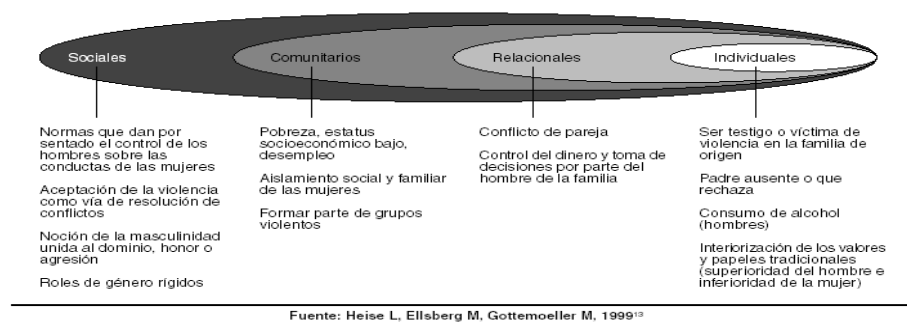 Sociales
Comunitarios
Relacionales
Individuales
Normas que dan por
sentado el control de los
hombres sobre las
conductas de las mujeres
Aceptación de la violencia
como vía de resolución de
conflictos
Noción de la masculinidad
unida al dominio, honor o
agresión
Roles de género rígidos
Pobreza, estatus
socioeconómico bajo,
desempleo
Aislamiento social y familiar
de las mujeres
Formar parte de grupos
violentos
Conflicto de pareja
Control del dinero y toma de
decisiones por parte del
hombre de la familia
Ser testigo o víctima de
violencia en la familia de
origen
Padre ausente o que
rechaza
Consumo de alcohol
(hombres)
Interiorización de los valores
y papeles tradicionales
(superioridad del hombre e
inferioridad de la mujer)
Fuente: Heise L, Ellsberg M, Gottemoeller M, 1999¹³